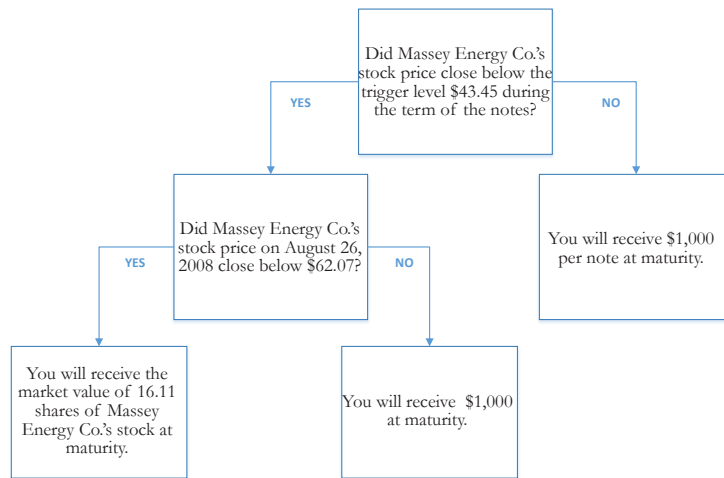 Did Massey Energy Co.'s
stock price close below the
trigger level $43.45 during
the term of the notes?
YES
NO
Did Massey Energy Co.'s
stock price on August 26,
2008 close below $62.07?
You will receive $1,000
per note at maturity.
YES
NO
You will receive the
market value of 16.11
shares of Massey
Energy Co.'s stock at
maturity.
You will receive $1,000
at maturity.